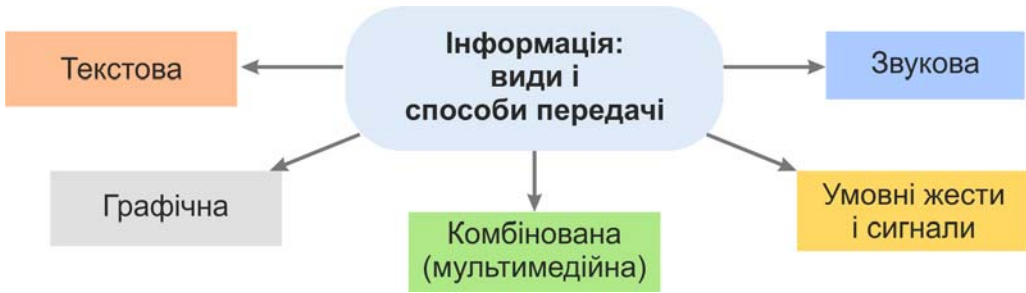 Інформація:
види і
способи передачі
Текстова
Звукова
Графічна
Умовні жести
і сигнали
Комбінована
(мультимедійна)